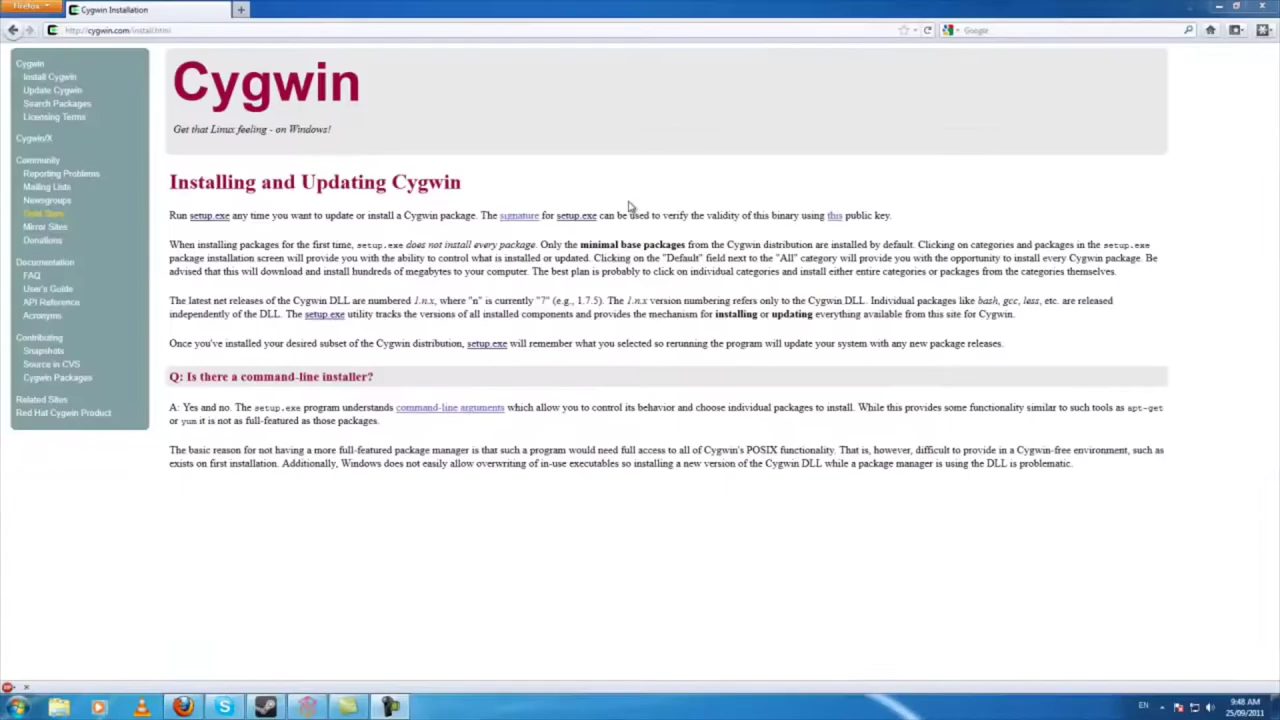 Firefox
Cygwin Installation
http://cygwin.com/install.html
Google
Cygwin
Install Cygwin
Update Cygwin
Search Packages
Licensing Terms
Cygwin/X
Community
Reporting Problems
Mailing Lists
Newsgroups
Gold Stars
Mirror Sites
Donations
Documentation
FAQ
User's Guide
API Reference
Acronyms
Contributing
Snapshots
Source in CVS
Cygwin Packages
Related Sites
Red Hat Cygwin Product
Cygwin
Get that Linux feeling - on Windows!
Installing and Updating Cygwin
Run setup.exe any time you want to update or install a Cygwin package. The signature for setup.exe can be used to verify the validity of this binary using this public key.
When installing packages for the first time, setup.exe does not install every package. Only the minimal base packages from the Cygwin distribution are installed by default. Clicking on categories and packages in the setup.exe
package installation screen will provide you with the ability to control what is installed or updated. Clicking on the "Default" field next to the "All" category will provide you with the opportunity to install every Cygwin package. Be
advised that this will download and install hundreds of megabytes to your computer. The best plan is probably to click on individual categories and install either entire categories or packages from the categories themselves.
The latest net releases of the Cygwin DLL are numbered 1.n.x, where "n" is currently "7" (e.g., 1.7.5). The 1.n.x version numbering refers only to the Cygwin DLL. Individual packages like bash, gcc, less, etc. are released
independently of the DLL. The setup.exe utility tracks the versions of all installed components and provides the mechanism for installing or updating everything available from this site for Cygwin.
Once you've installed your desired subset of the Cygwin distribution, setup.exe will remember what you selected so rerunning the program will update your system with any new package releases.
Q: Is there a command-line installer?
A: Yes and no. The setup.exe program understands command-line arguments which allow you to control its behavior and choose individual packages to install. While this provides some functionality similar to such tools as apt-get
or yum it is not as full-featured as those packages.
The basic reason for not having a more full-featured package manager is that such a program would need full access to all of Cygwin's POSIX functionality. That is, however, difficult to provide in a Cygwin-free environment, such as
exists on first installation. Additionally, Windows does not easily allow overwriting of in-use executables so installing a new version of the Cygwin DLL while a package manager is using the DLL is problematic.
EN
9:48 AM
25/09/2011